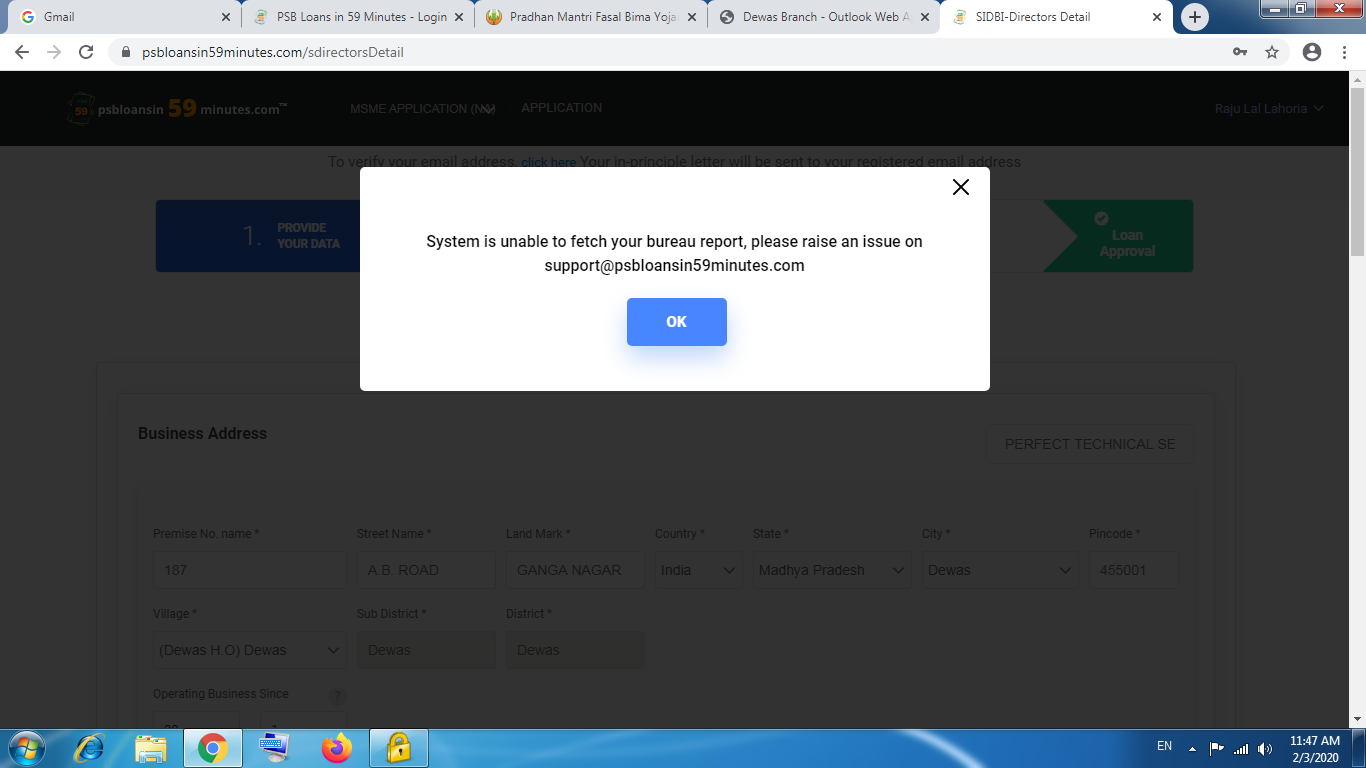 Gmail
PSB Loans in 59 Minutes - Login
Pradhan Mantri Fasal Bima Yoja
Dewas Branch - Outlook Web A
SIDBI-Directors Detail
psbloansin59minutes.com/sdirectorsDetail
59 psbloansin 59 minutes.com™
MSME APPLICATION (N
APPLICATION
Raju Lal Lahoria
To verify your email address, click here Your in-principle letter will be sent to your registered email address
1. PROVIDE
YOUR DATA
Loan
Approval
System is unable to fetch your bureau report, please raise an issue on
support@psbloansin59minutes.com
OK
Business Address
PERFECT TECHNICAL SE
Premise No. name * Street Name * Land Mark * Country * State * City * Pincode *
187 A.B. ROAD GANGA NAGAR India Madhya Pradesh Dewas 455001
Village * Sub District * District *
(Dewas H.O) Dewas Dewas Dewas
Operating Business Since ?
EN
11:47 AM
2/3/2020